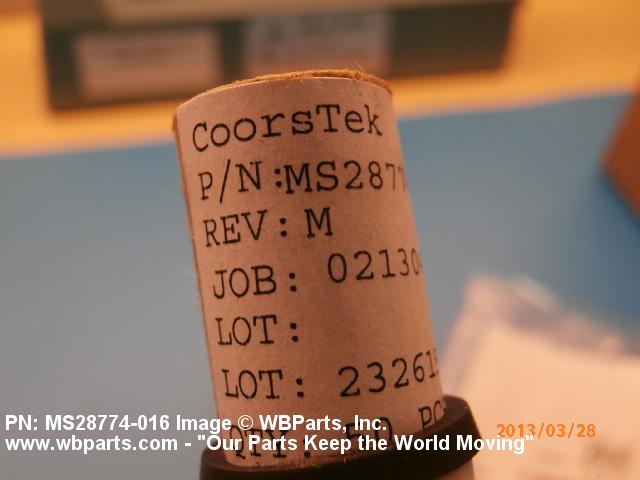 CoorsTek
P/N:MS2877
REV: M
JOB: 02130
LOT:
LOT: 23261
PN: MS28774-016 Image © WBParts, Inc.
www.wbparts.com - "Our Parts Keep the World Moving"
2013/03/28